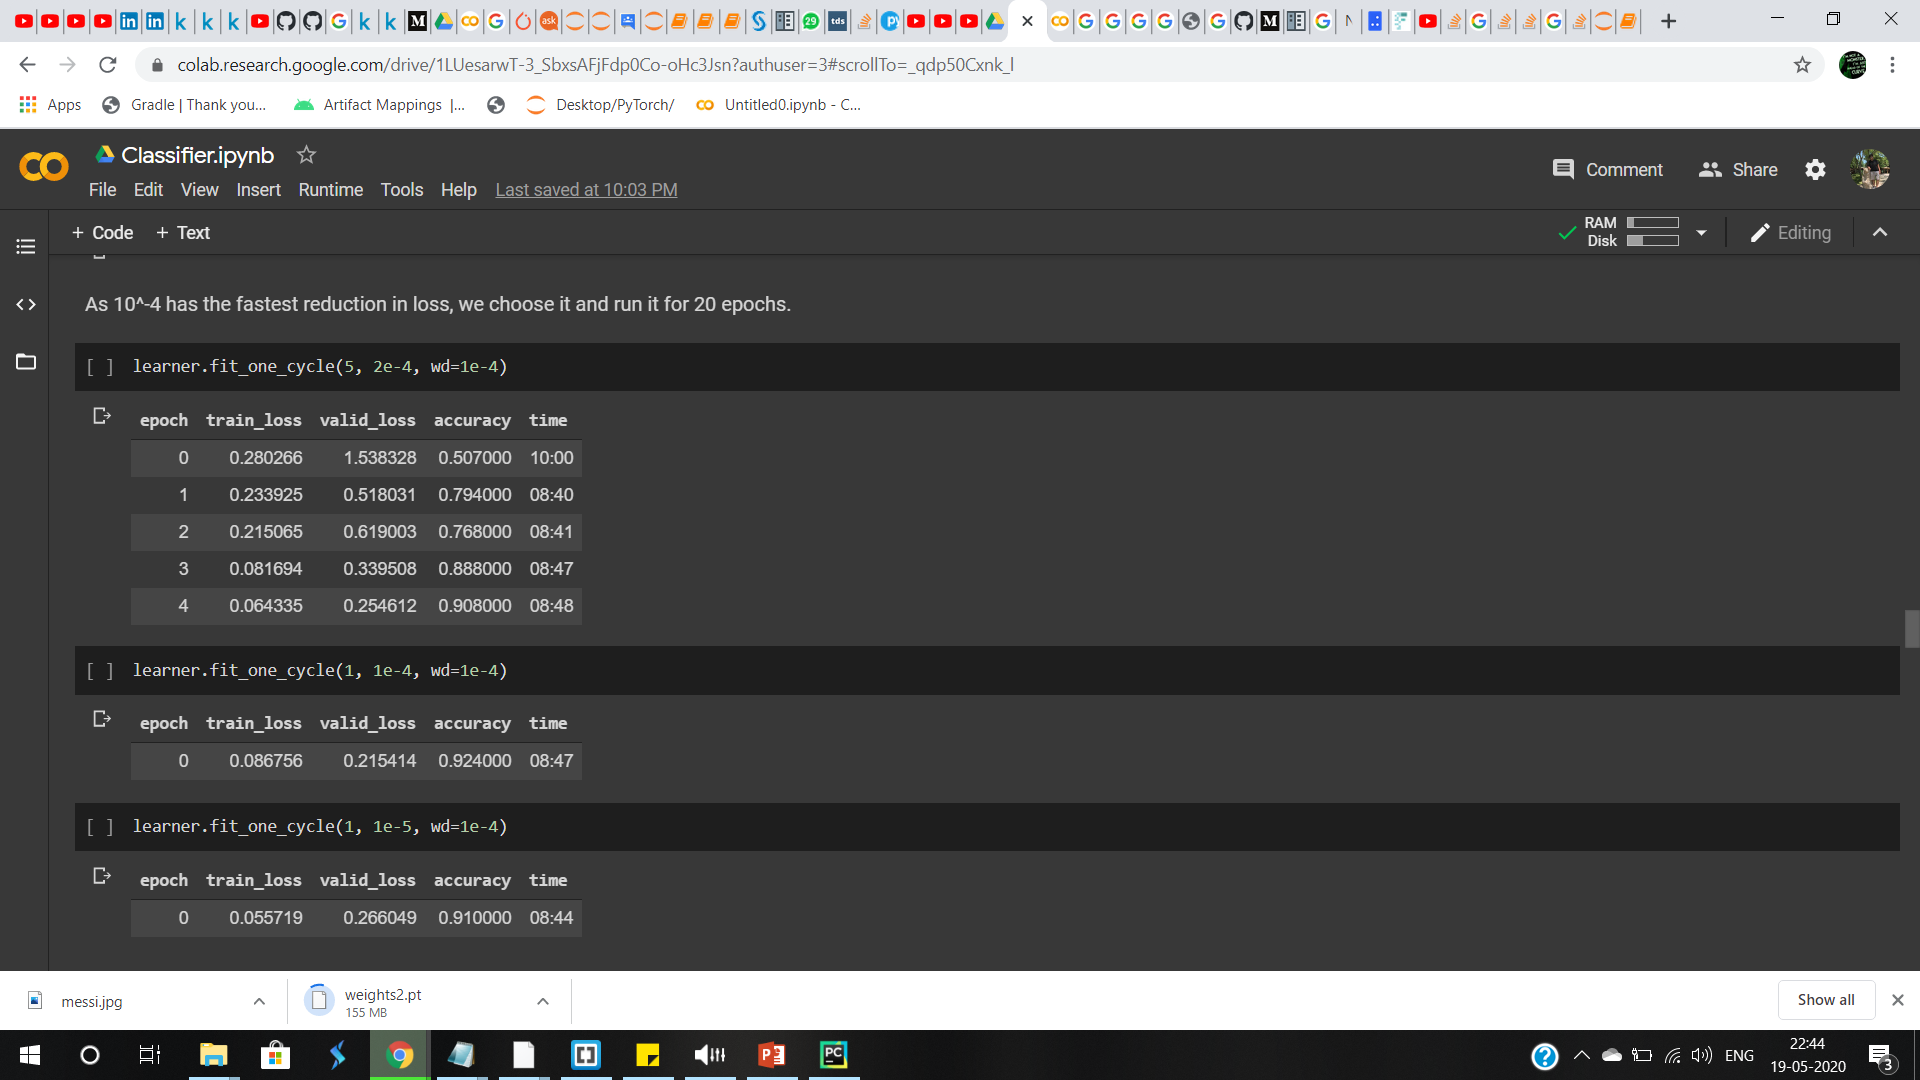 colab.research.google.com/drive/1LUesarwT-3_SbxsAFjFdp0Co-oHc3Jsn?authuser=3#scrollTo=_qdp50Cxnk_l
Apps Gradle | Thank you... Artifact Mappings |... Desktop/PyTorch/ Untitled0.ipynb - C...
Classifier.ipynb
Comment Share
File Edit View Insert Runtime Tools Help Last saved at 10:03 PM
+ Code + Text
RAM
Disk
Editing
As 10^-4 has the fastest reduction in loss, we choose it and run it for 20 epochs.
[ ] learner.fit_one_cycle(5, 2e-4, wd=1e-4)
epoch train_loss valid_loss accuracy time
0 0.280266 1.538328 0.507000 10:00
1 0.233925 0.518031 0.794000 08:40
2 0.215065 0.619003 0.768000 08:41
3 0.081694 0.339508 0.888000 08:47
4 0.064335 0.254612 0.908000 08:48
[ ] learner.fit_one_cycle(1, 1e-4, wd=1e-4)
epoch train_loss valid_loss accuracy time
0 0.086756 0.215414 0.924000 08:47
[ ] learner.fit_one_cycle(1, 1e-5, wd=1e-4)
epoch train_loss valid_loss accuracy time
0 0.055719 0.266049 0.910000 08:44
messi.jpg
weights2.pt
155 MB
Show all
ENG
22:44
19-05-2020
3